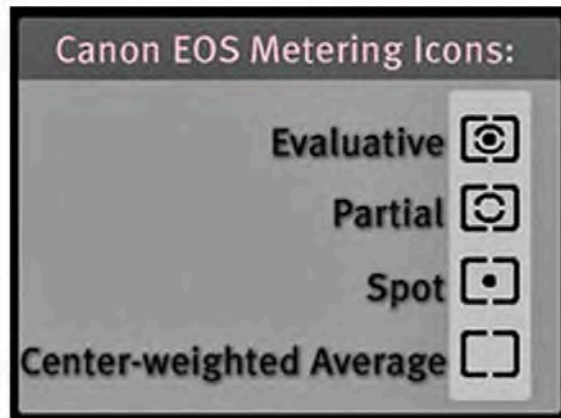 Canon EOS Metering Icons:
Evaluative
Partial
Spot
Center-weighted Average